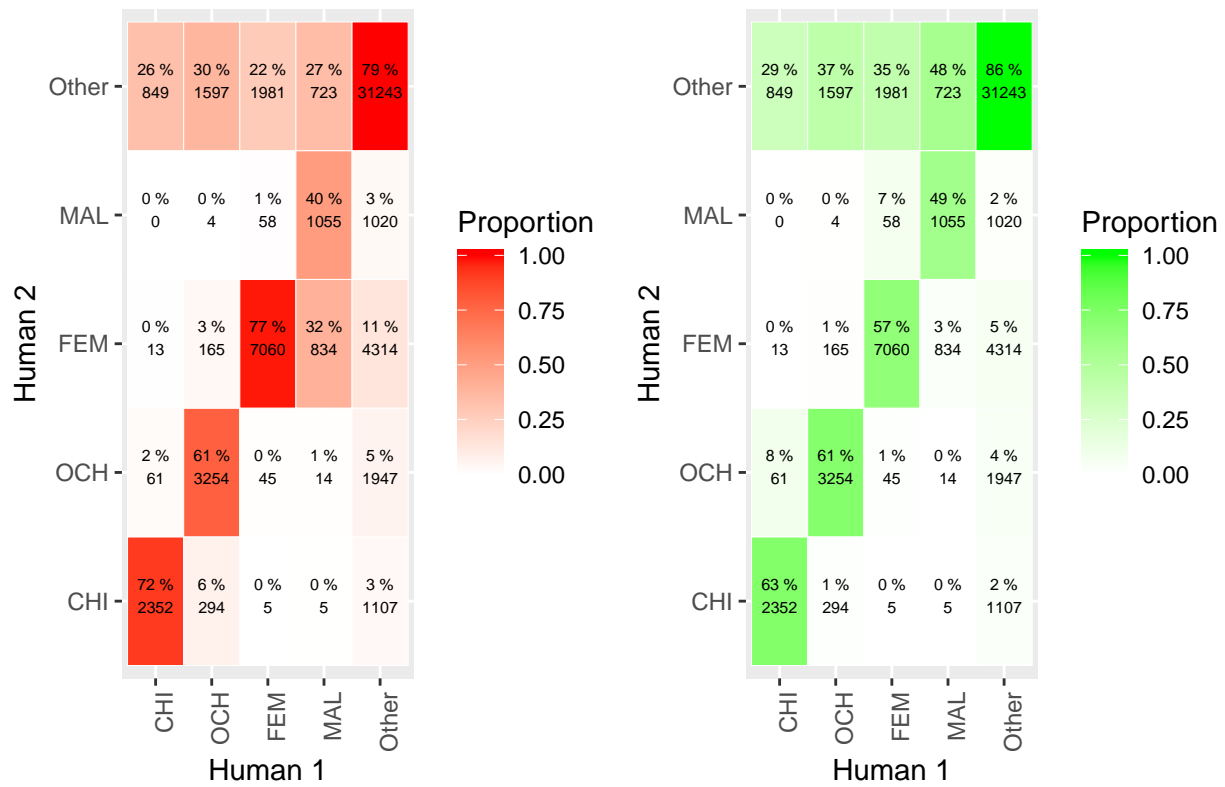 Human 2
Other
26 % 30 % 22 % 27 % 79 %
849 1597 1981 723 31243
MAL
0 % 0 % 1 % 40 % 3 %
0 4 58 1055 1020
FEM
0 % 3 % 77 % 32 % 11 %
13 165 7060 834 4314
OCH
2 % 61 % 0 % 1 % 5 %
61 3254 45 14 1947
CHI
72 % 6 % 0 % 0 % 3 %
2352 294 5 5 1107
CHI OCH FEM MAL Other
Human 1
Proportion
1.00
0.75
0.50
0.25
0.00
Human 2
Other
29 % 37 % 35 % 48 % 86 %
849 1597 1981 723 31243
MAL
0 % 0 % 7 % 49 % 2 %
0 4 58 1055 1020
FEM
0 % 1 % 57 % 3 % 5 %
13 165 7060 834 4314
OCH
8 % 61 % 1 % 0 % 4 %
61 3254 45 14 1947
CHI
63 % 1 % 0 % 0 % 2 %
2352 294 5 5 1107
CHI OCH FEM MAL Other
Human 1
Proportion
1.00
0.75
0.50
0.25
0.00